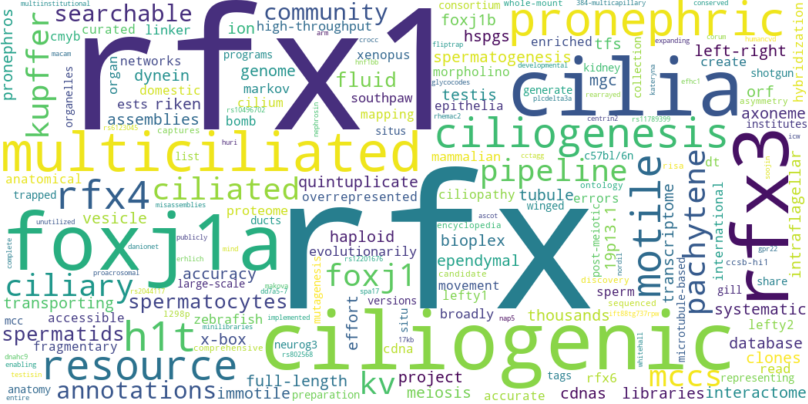 multiinstitutional
searchable
community
consortium
whole-mount
384-multicapillary
conserved
pronephros
cmyb
curated
linker
ion
high-throughput
foxj1b
pronephric
hybridization
rfx1
kupffer
networks
dynein
organ
programs
genome
markov
xenopus
hspgs
enriched
tfs
left-right
expanding
domestic
cilium
fluid
spermatogenesis
morpholino
kidney
mgc
create
shotgun
organelles
ests
riken
bomb
southpaw
testis
generate
cilia
orf
asymmetry
assemblies
mapping
epithelia
axoneme
captures
situs
ciliogenesis
institutes
multiciliated
list
mammalian
c57bl/6n
dt
anatomical
trapped
rfx4
ciliated
quintuplicate
overrepresented
pipeline
ciliopathy
tubule
errors
winged
ontology
motile
pachytene
rfx3
intraflagellar
vesicle
proteome
ducts
haploid
evolutionarily
encyclopedia
bioplex
ependymal
post-meiotic
19p13.1
transcriptome
international
foxj1a
rfx
foxj1
candidate
movement
discovery
ccsb-hi1
share
ciliary
accuracy
large-scale
mutagenesis
versions
lefty1
sperm
sequenced
microtubule-based
gill
systematic
transporting
spermatocytes
effort
situ
broadly
thousands
lefty2
mcc
accessible
x-box
zebrafish
comprehensive
database
spermatids
h1t
neurog3
cdna
ciliogenic
clones
fragmentary
resource
kv
rfx6
mccs
read
representing
annotations
full-length
project
tags
cdnas
libraries
interactome
anatomy
immotile
preparation
meiosis
accurate
entire